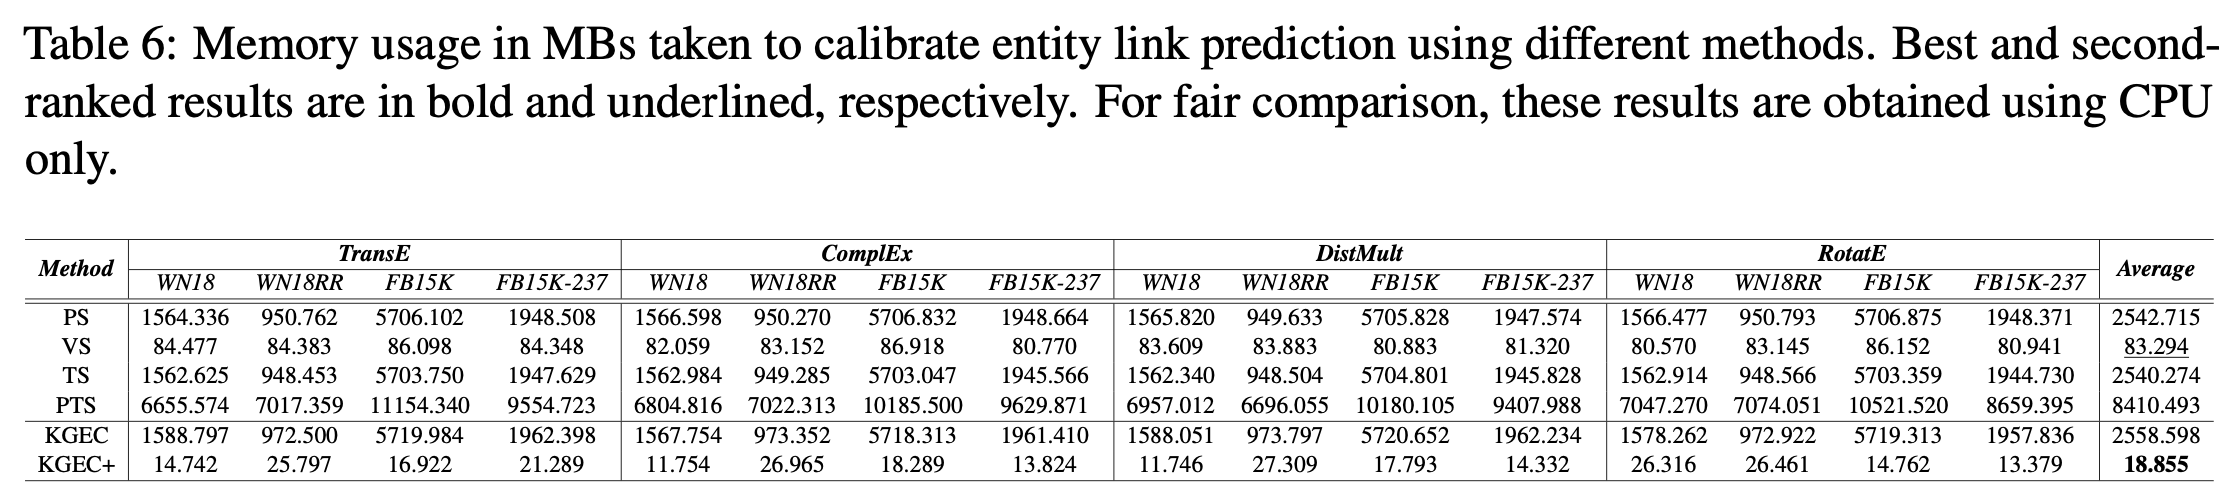 Table 6: Memory usage in MBs taken to calibrate entity link prediction using different methods. Best and second-
ranked results are in bold and underlined, respectively. For fair comparison, these results are obtained using CPU
only.
Method TransE ComplEx DistMult RotatE Average
WN18 WN18RR FB15K FB15K-237 WN18 WN18RR FB15K FB15K-237 WN18 WN18RR FB15K FB15K-237 WN18 WN18RR FB15K FB15K-237
PS 1564.336 950.762 5706.102 1948.508 1566.598 950.270 5706.832 1948.664 1565.820 949.633 5705.828 1947.574 1566.477 950.793 5706.875 1948.371 2542.715
VS 84.477 84.383 86.098 84.348 82.059 83.152 86.918 80.770 83.609 83.883 80.883 81.320 80.570 83.145 86.152 80.941 83.294
TS 1562.625 948.453 5703.750 1947.629 1562.984 949.285 5703.047 1945.566 1562.340 948.504 5704.801 1945.828 1562.914 948.566 5703.359 1944.730 2540.274
PTS 6655.574 7017.359 11154.340 9554.723 6804.816 7022.313 10185.500 9629.871 6957.012 6696.055 10180.105 9407.988 7047.270 7074.051 10521.520 8659.395 8410.493
KGEC 1588.797 972.500 5719.984 1962.398 1567.754 973.352 5718.313 1961.410 1588.051 973.797 5720.652 1962.234 1578.262 972.922 5719.313 1957.836 2558.598
KGEC+ 14.742 25.797 16.922 21.289 11.754 26.965 18.289 13.824 11.746 27.309 17.793 14.332 26.316 26.461 14.762 13.379 18.855